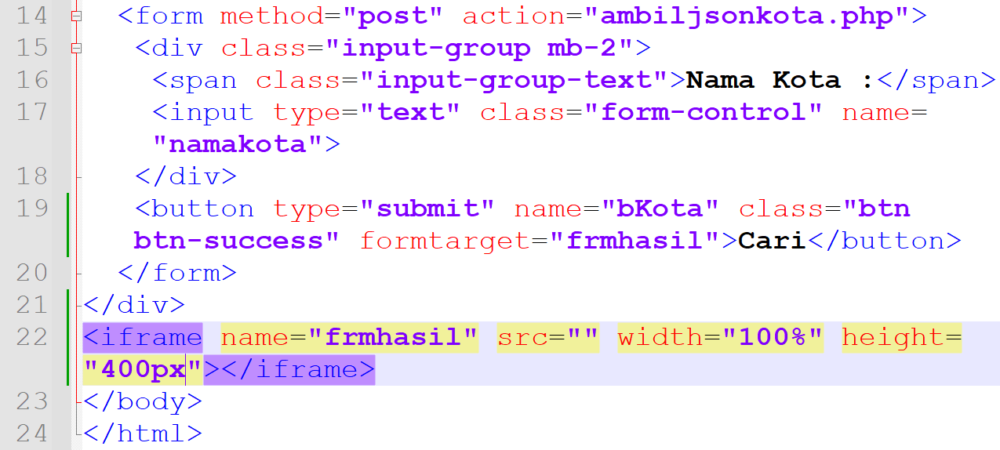 14 <form method="post" action="ambiljsonkota.php">
15 <div class="input-group mb-2">
16 <span class="input-group-text">Nama Kota :</span>
17 <input type="text" class="form-control" name=
"namakota">
18 </div>
19 <button type="submit" name="bKota" class="btn
btn-success" formtarget="frmhasil">Cari</button>
20 </form>
21 </div>
22 <iframe name="frmhasil" src="" width="100%" height=
"400px"></iframe>
23 </body>
24 </html>